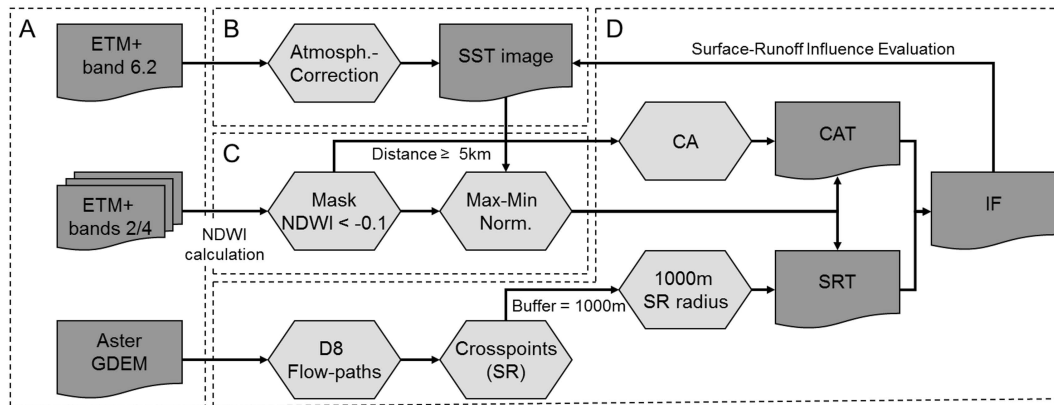 A
ETM+
band 6.2
ETM+
bands 2/4
Aster
GDEM
NDWI
calculation
B
Atmosph.-
Correction
SST image
C
Distance ≥ 5km
Mask
NDWI < -0.1
Max-Min
Norm.
D
Surface-Runoff Influence Evaluation
CA
CAT
IF
1000m
SR radius
SRT
Buffer = 1000m
D8
Flow-paths
Crosspoints
(SR)